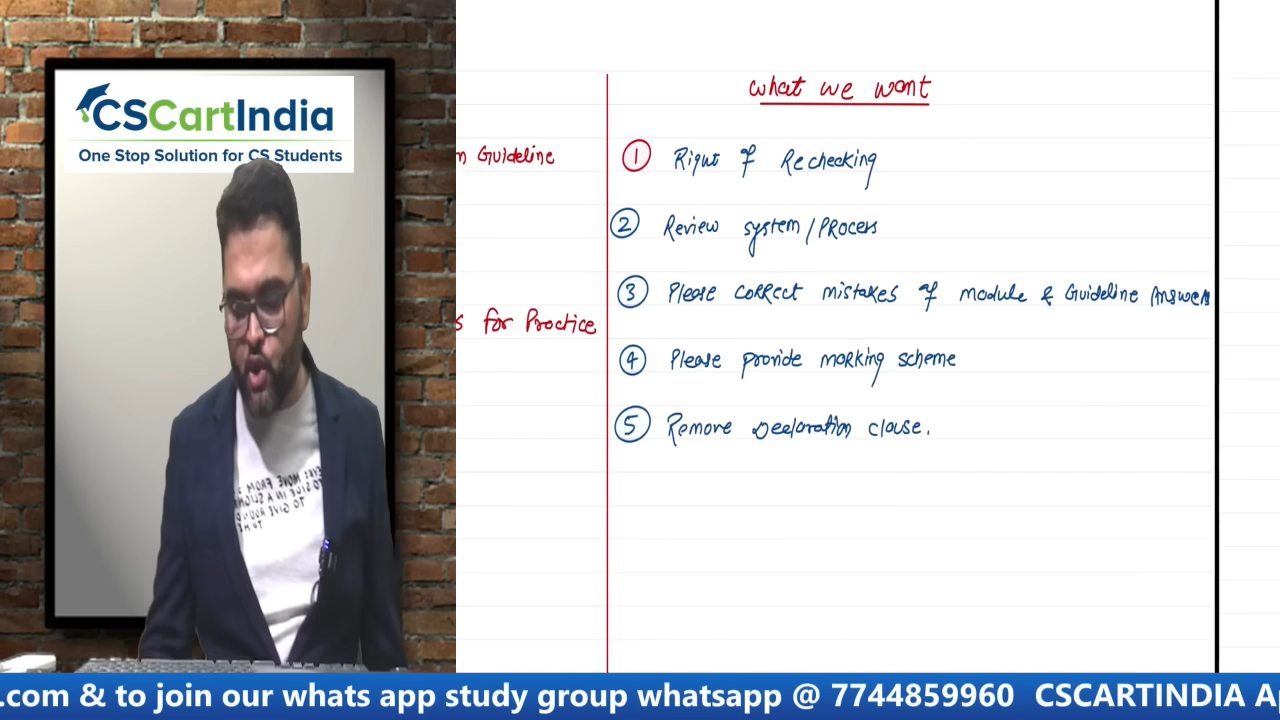 CSCartIndia
One Stop Solution for CS Students
what we want
n Guideline
① Right of Rechecking
② Review system/Process
③ Please correct mistakes of module & Guideline Answers
s for Practice
④ Please provide marking scheme
⑤ Remove Declaration clause.
.com & to join our whats app study group whatsapp @ 7744859960 CSCARTINDIA Ap